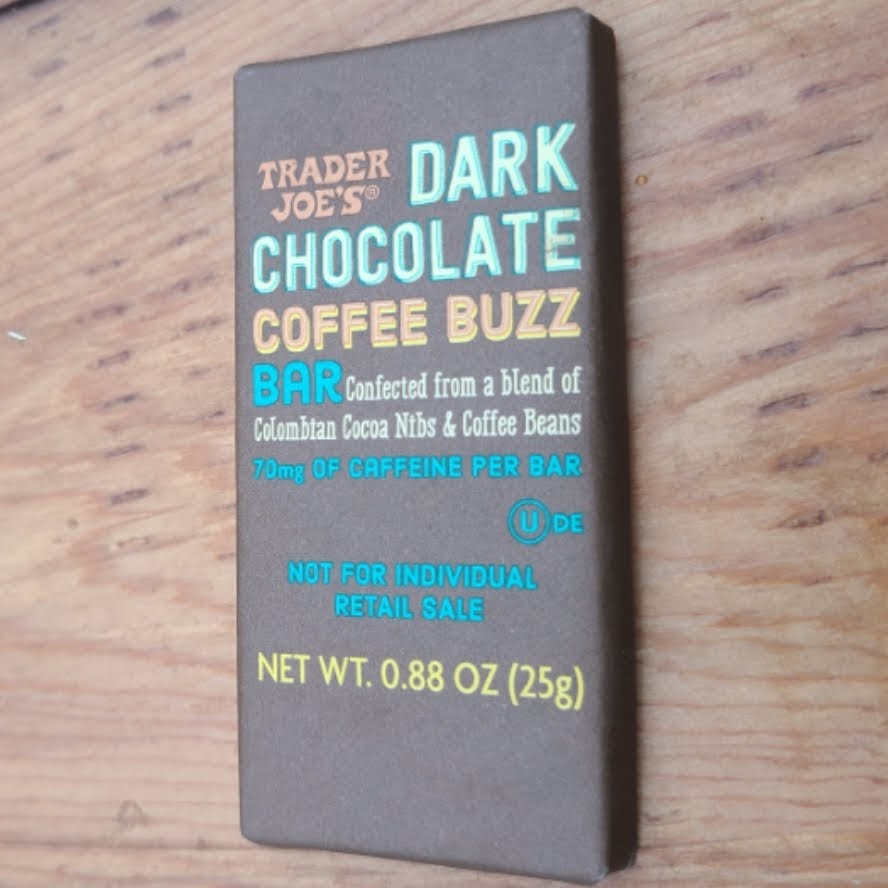 TRADER
JOE'S®
DARK
CHOCOLATE
COFFEE BUZZ
BAR Confected from a blend of
Colombian Cocoa Nibs & Coffee Beans
70mg OF CAFFEINE PER BAR
U DE
NOT FOR INDIVIDUAL
RETAIL SALE
NET WT. 0.88 OZ (25g)